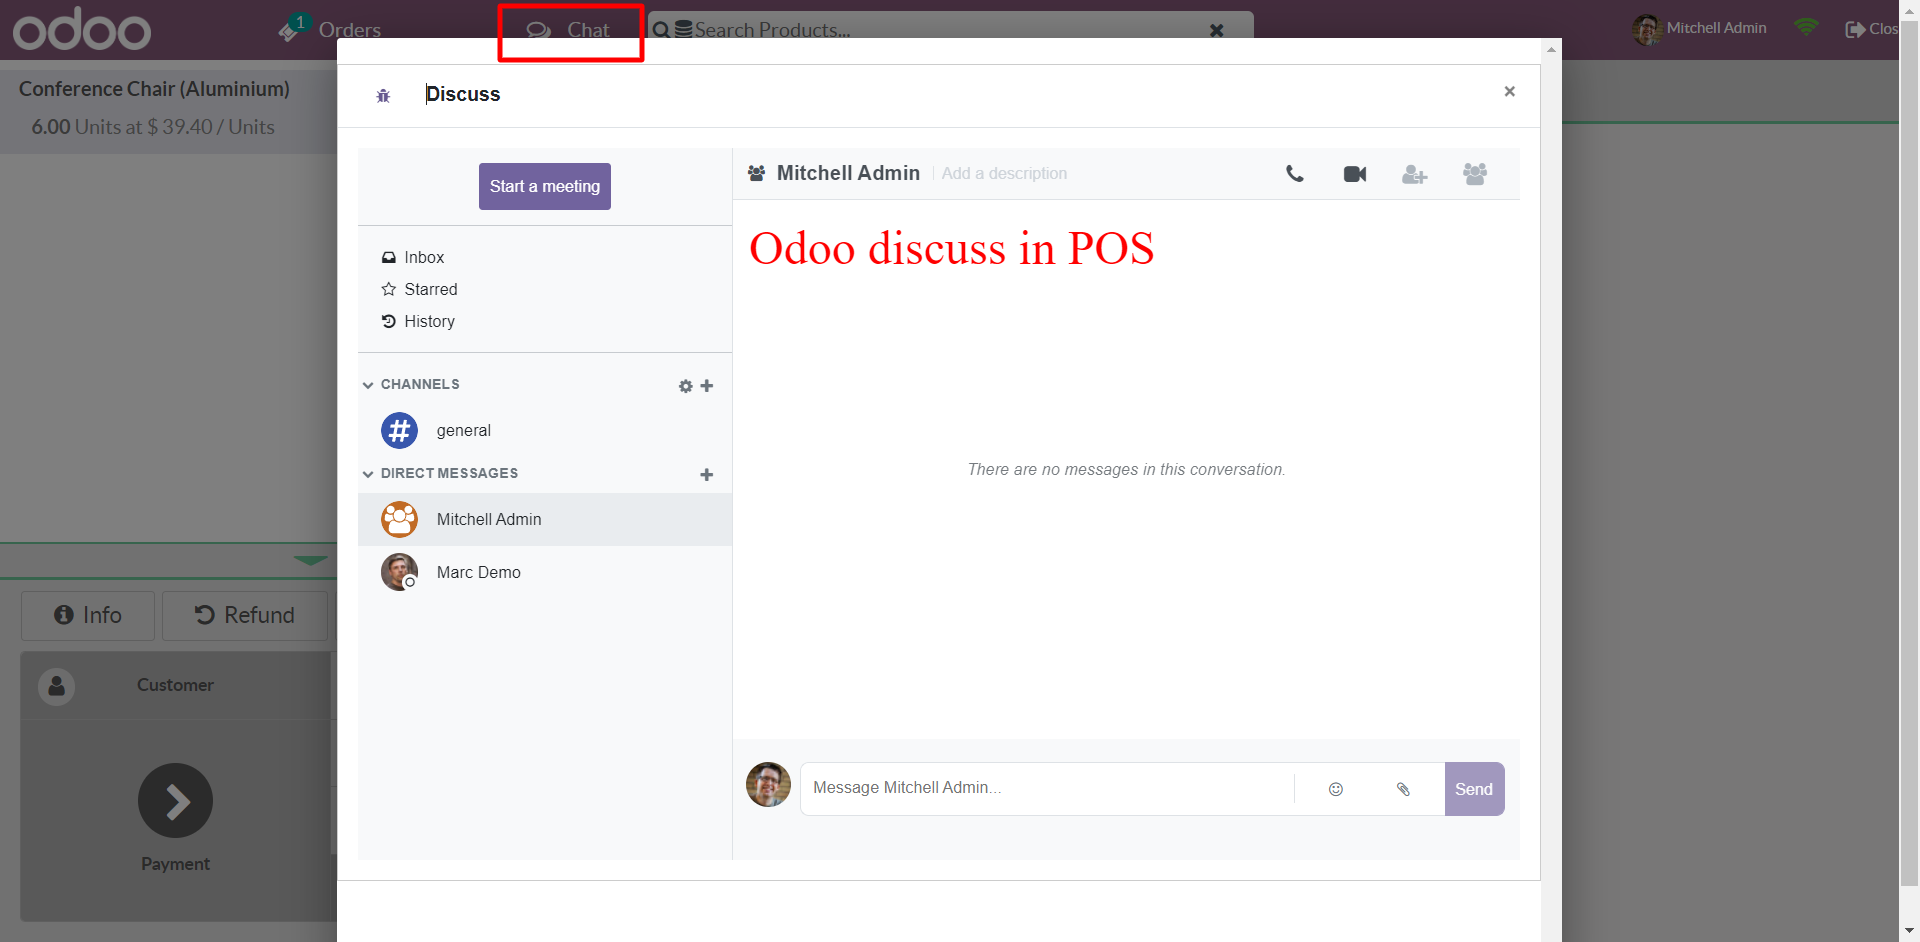 odoo
1
Orders
Chat
Search Products...
Mitchell Admin
Clos
Conference Chair (Aluminium)
6.00 Units at $ 39.40 / Units
Discuss
Start a meeting
Inbox
Starred
History
CHANNELS
general
DIRECT MESSAGES
Mitchell Admin
Marc Demo
Mitchell Admin
Add a description
Odoo discuss in POS
There are no messages in this conversation.
Message Mitchell Admin...
Send
Info
Refund
Customer
Payment